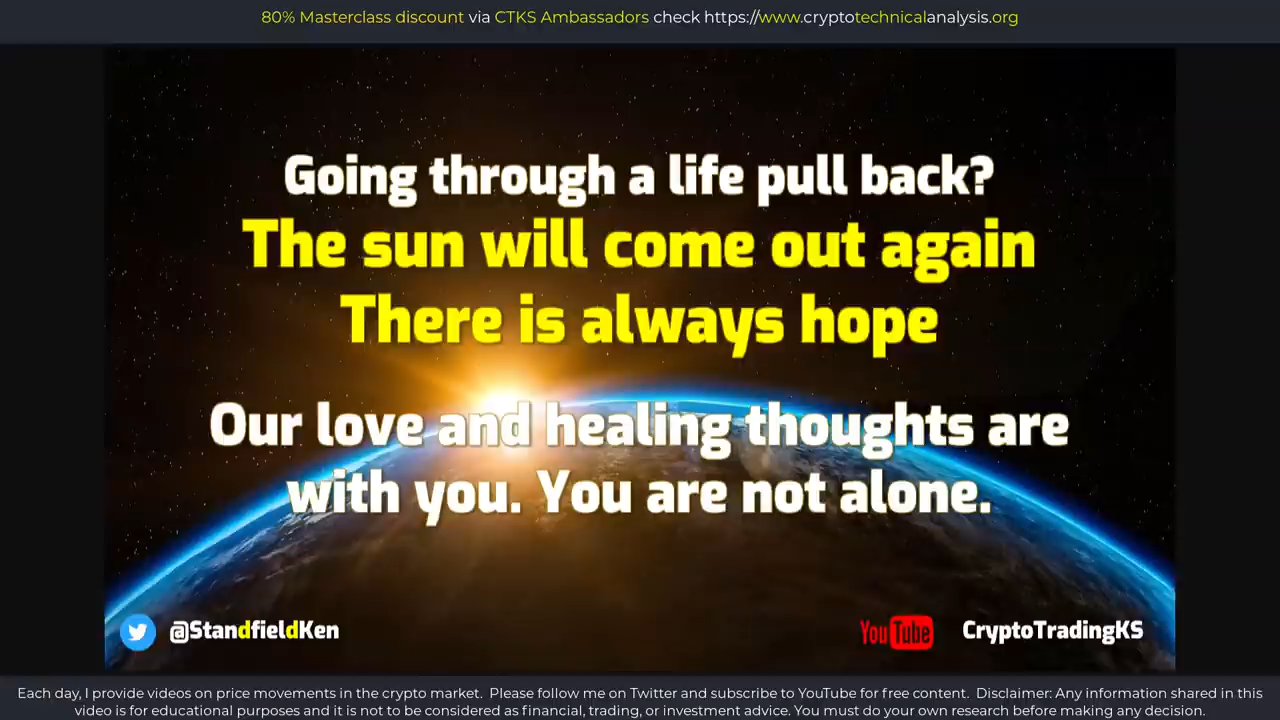 80% Masterclass discount via CTKS Ambassadors check https://www.cryptotechnicalanalysis.org
Going through a life pull back?
The sun will come out again
There is always hope
Our love and healing thoughts are
with you. You are not alone.
@StandfieldKen
YouTube CryptoTradingKS
Each day, I provide videos on price movements in the crypto market. Please follow me on Twitter and subscribe to YouTube for free content. Disclaimer: Any information shared in this
video is for educational purposes and it is not to be considered as financial, trading, or investment advice. You must do your own research before making any decision.